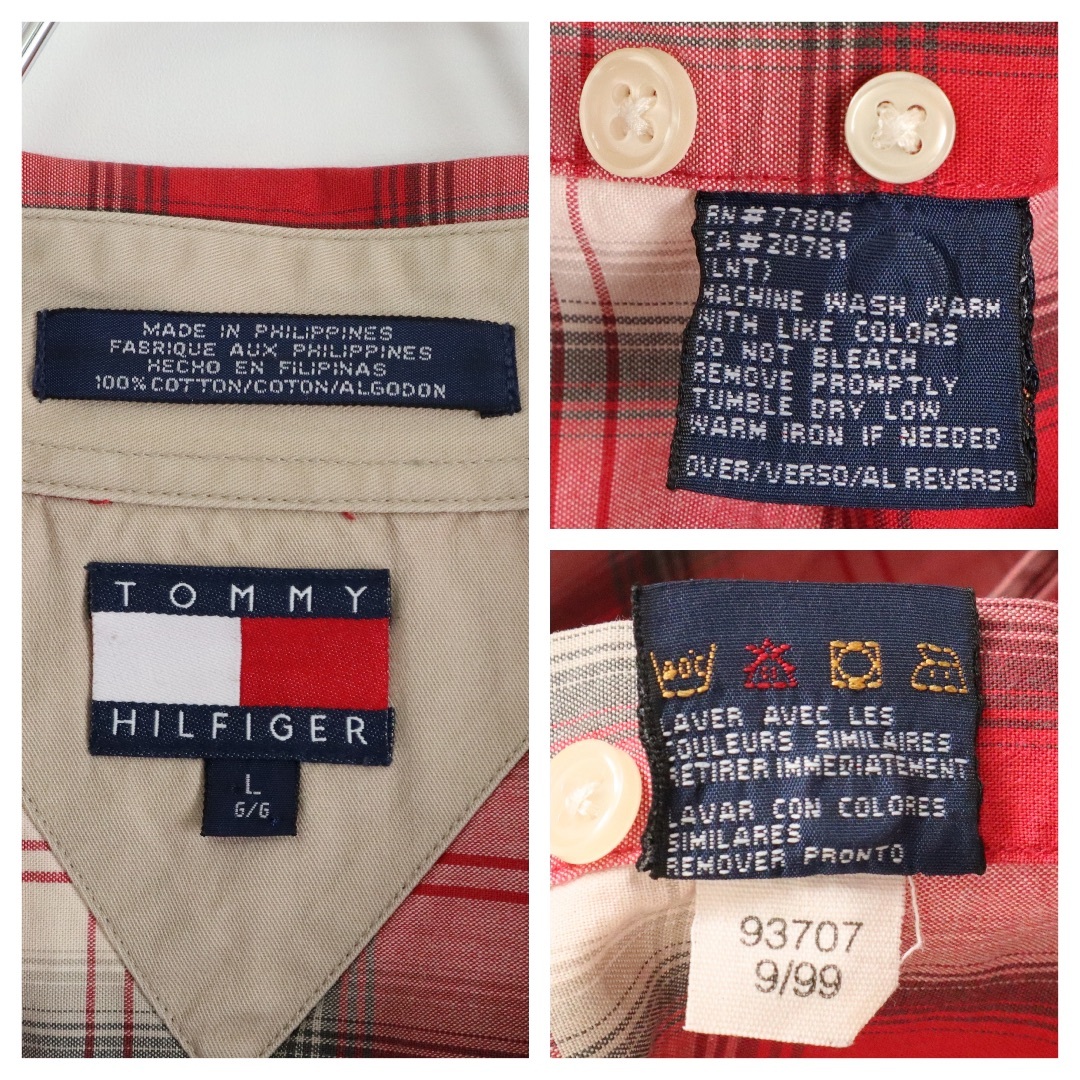 MADE IN PHILIPPINES
FABRIQUE AUX PHILIPPINES
HECHO EN FILIPINAS
100% COTTON/COTON/ALGODON
TOMMY
HILFIGER
L
G/G
RN #77806
CA #20781
(LNT)
MACHINE WASH WARM
WITH LIKE COLORS
DO NOT BLEACH
REMOVE PROMPTLY
TUMBLE DRY LOW
WARM IRON IF NEEDED
OVER/VERSO/AL REVERSO
40°C
LAVER AVEC LES
COULEURS SIMILAIRES
RETIRER IMMEDIATEMENT
LAVAR CON COLORES
SIMILARES
REMOVER PRONTO
93707
9/99